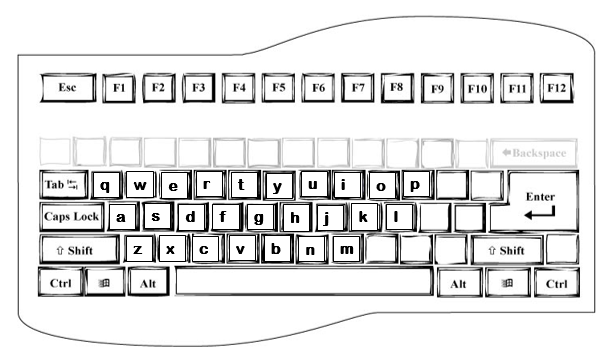 Esc F1 F2 F3 F4 F5 F6 F7 F8 F9 F10 F11 F12
Backspace
Tab q w e r t y u i o p
Enter
Caps Lock a s d f g h j k l
Shift z x c v b n m Shift
Ctrl Alt Alt Ctrl